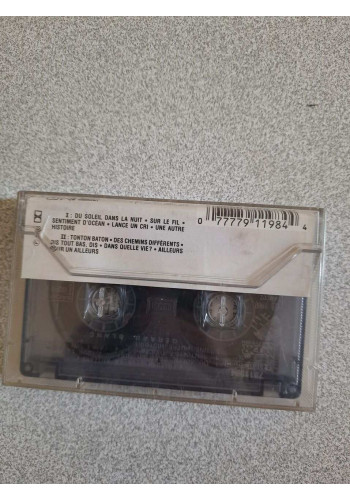 I : DU SOLEIL DANS LA NUIT • SUR LE FIL •
SENTIMENT D'OCÉAN • LANCE UN CRI • UNE AUTRE
HISTOIRE
II : TONTON BATON • DES CHEMINS DIFFÉRENTS •
DIS TOUT BAS, DIS • DANS QUELLE VIE? • AILLEURS
POUR UN AILLEURS
0 77779 11984 4